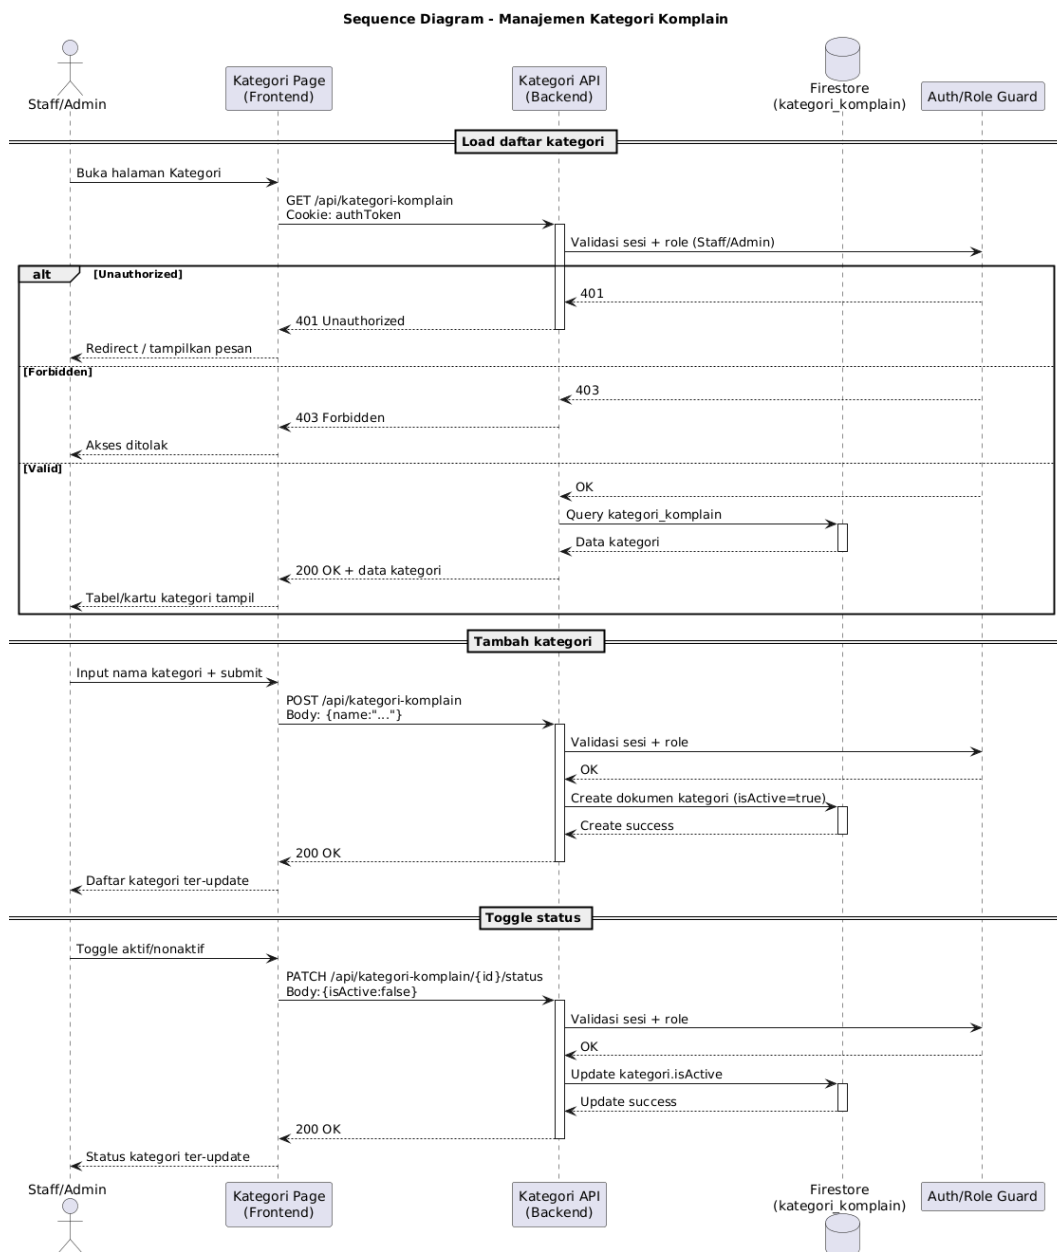 Sequence Diagram - Manajemen Kategori Komplain
Staff/Admin
Kategori Page
(Frontend)
Kategori API
(Backend)
Firestore
(kategori_komplain)
Auth/Role Guard
Load daftar kategori
Buka halaman Kategori
GET /api/kategori-komplain
Cookie: authToken
Validasi sesi + role (Staff/Admin)
alt [Unauthorized]
401
401 Unauthorized
Redirect / tampilkan pesan
[Forbidden]
403
403 Forbidden
Akses ditolak
[Valid]
OK
Query kategori_komplain
Data kategori
200 OK + data kategori
Tabel/kartu kategori tampil
Tambah kategori
Input nama kategori + submit
POST /api/kategori-komplain
Body: {name:"..."}
Validasi sesi + role
OK
Create dokumen kategori (isActive=true)
Create success
200 OK
Daftar kategori ter-update
Toggle status
Toggle aktif/nonaktif
PATCH /api/kategori-komplain/{id}/status
Body:{isActive:false}
Validasi sesi + role
OK
Update kategori.isActive
Update success
200 OK
Status kategori ter-update
Staff/Admin
Kategori Page
(Frontend)
Kategori API
(Backend)
Firestore
(kategori_komplain)
Auth/Role Guard